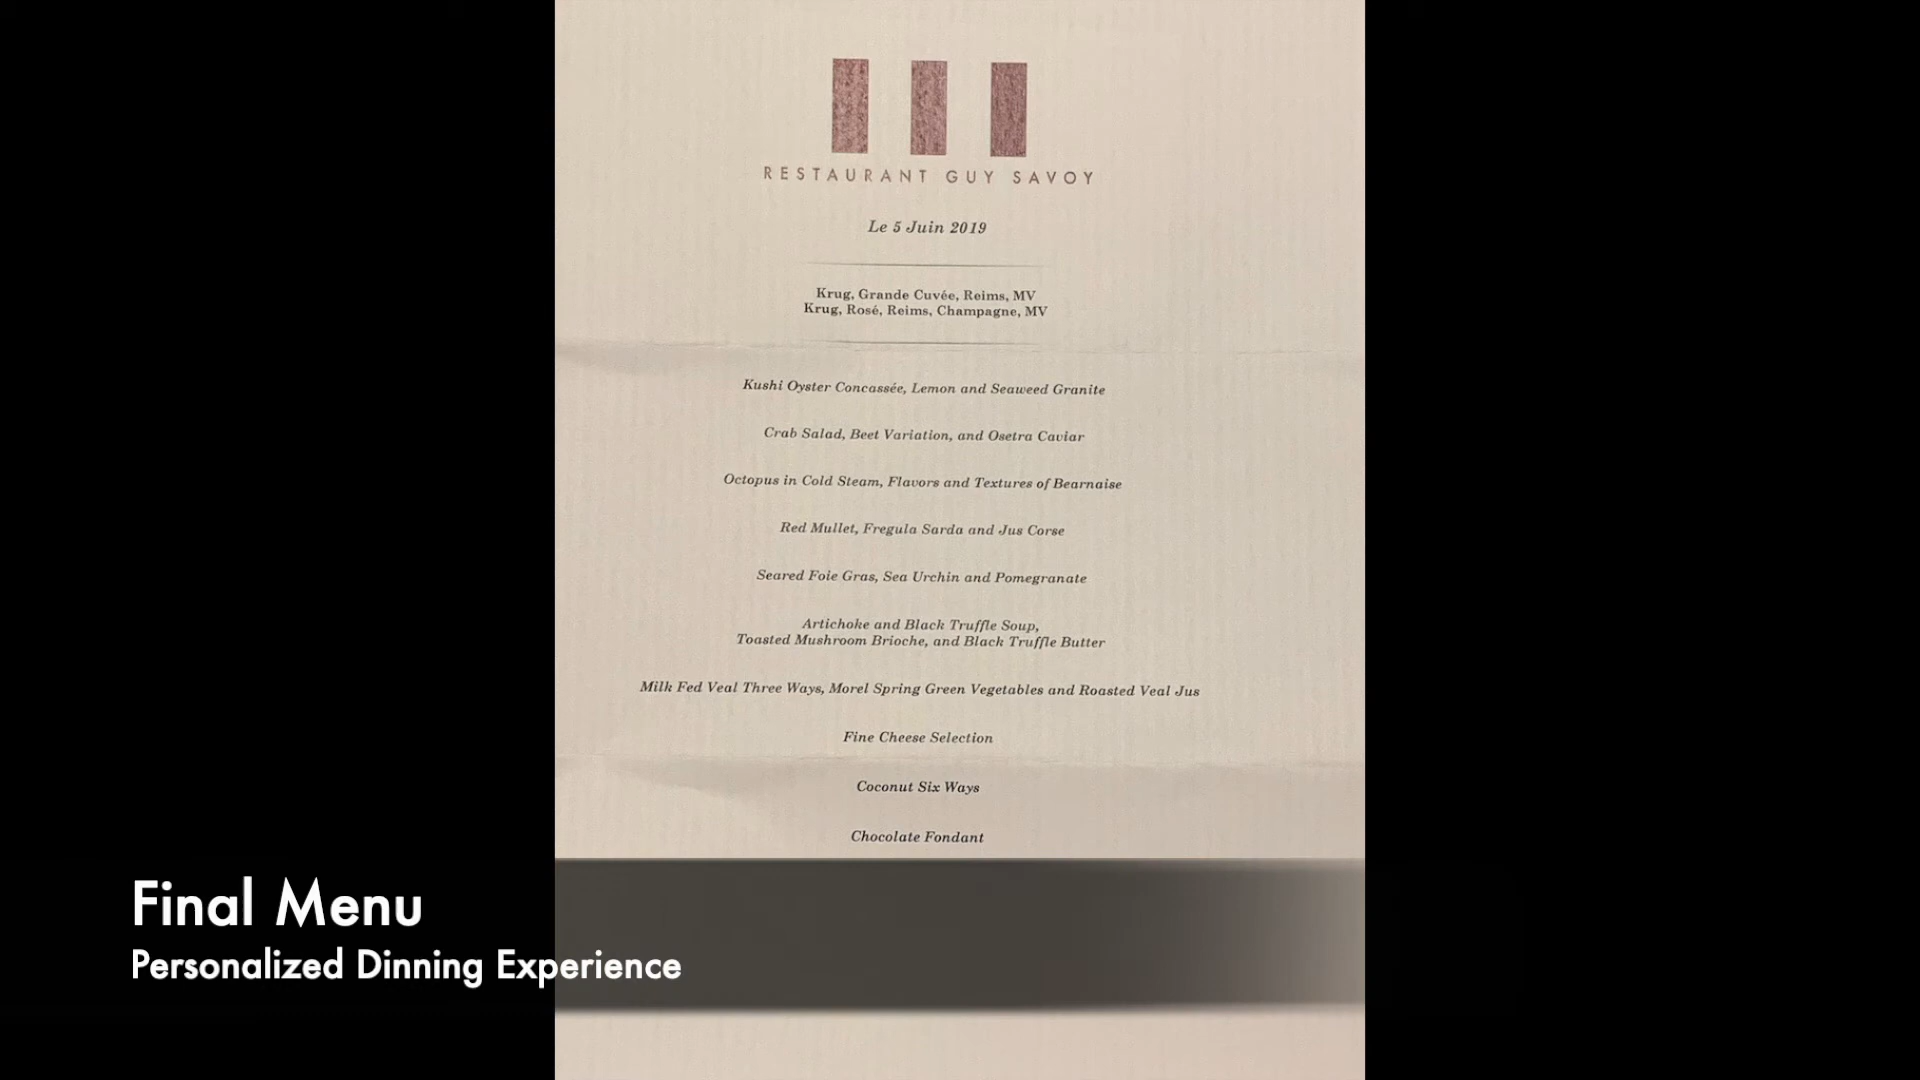 RESTAURANT GUY SAVOY
Le 5 Juin 2019
Krug, Grande Cuvée, Reims, MV
Krug, Rosé, Reims, Champagne, MV
Kushi Oyster Concassée, Lemon and Seaweed Granite
Crab Salad, Beet Variation, and Osetra Caviar
Octopus in Cold Steam, Flavors and Textures of Bearnaise
Red Mullet, Fregula Sarda and Jus Corse
Seared Foie Gras, Sea Urchin and Pomegranate
Artichoke and Black Truffle Soup,
Toasted Mushroom Brioche, and Black Truffle Butter
Milk Fed Veal Three Ways, Morel Spring Green Vegetables and Roasted Veal Jus
Fine Cheese Selection
Coconut Six Ways
Chocolate Fondant
Final Menu
Personalized Dinning Experience